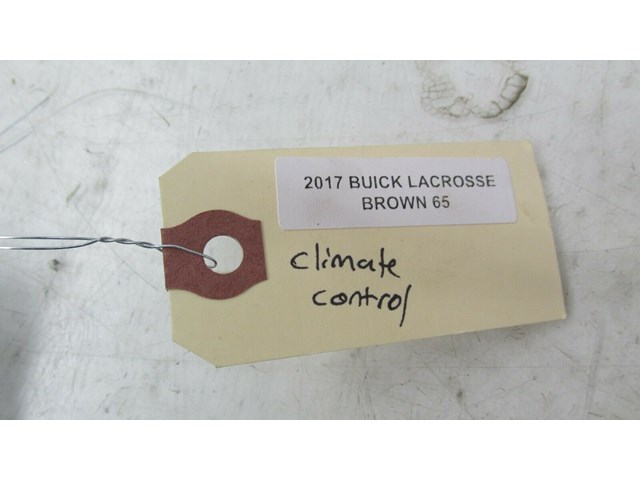 2017 BUICK LACROSSE
BROWN 65
climate
control